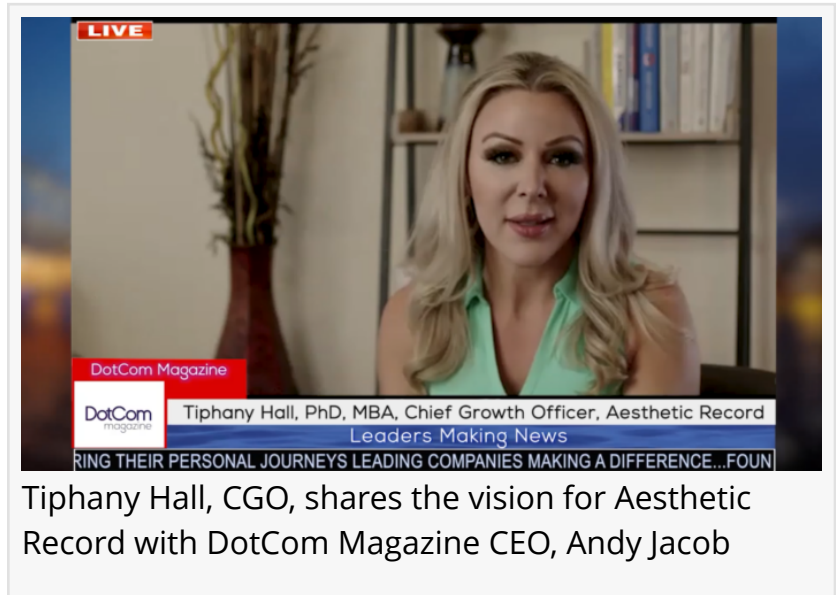 LIVE
DotCom Magazine
DotCom
magazine
Tiphany Hall, PhD, MBA, Chief Growth Officer, Aesthetic Record
Leaders Making News
RING THEIR PERSONAL JOURNEYS LEADING COMPANIES MAKING A DIFFERENCE...FOUN
Tiphany Hall, CGO, shares the vision for Aesthetic
Record with DotCom Magazine CEO, Andy Jacob